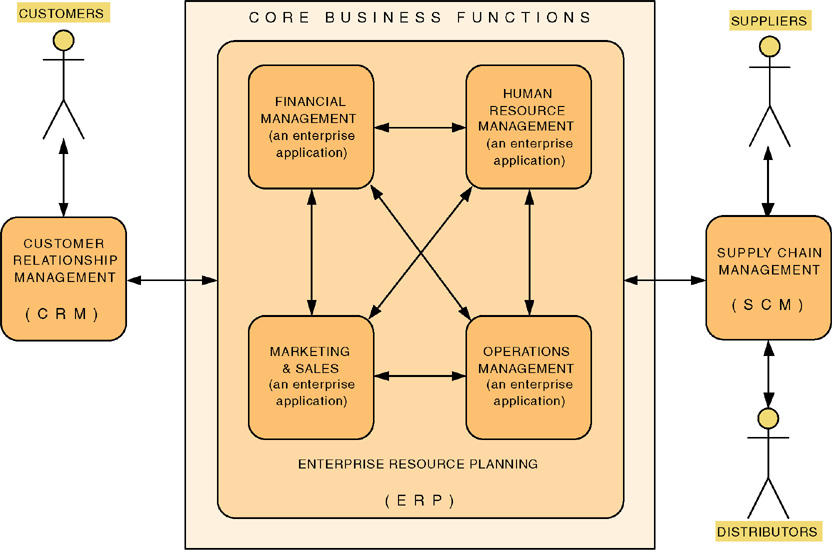 CUSTOMERS
CORE BUSINESS FUNCTIONS
SUPPLIERS
FINANCIAL
MANAGEMENT
(an enterprise
application)
HUMAN
RESOURCE
MANAGEMENT
(an enterprise
application)
CUSTOMER
RELATIONSHIP
MANAGEMENT
(CRM)
SUPPLY CHAIN
MANAGEMENT
(SCM)
MARKETING
& SALES
(an enterprise
application)
OPERATIONS
MANAGEMENT
(an enterprise
application)
ENTERPRISE RESOURCE PLANNING
(ERP)
DISTRIBUTORS